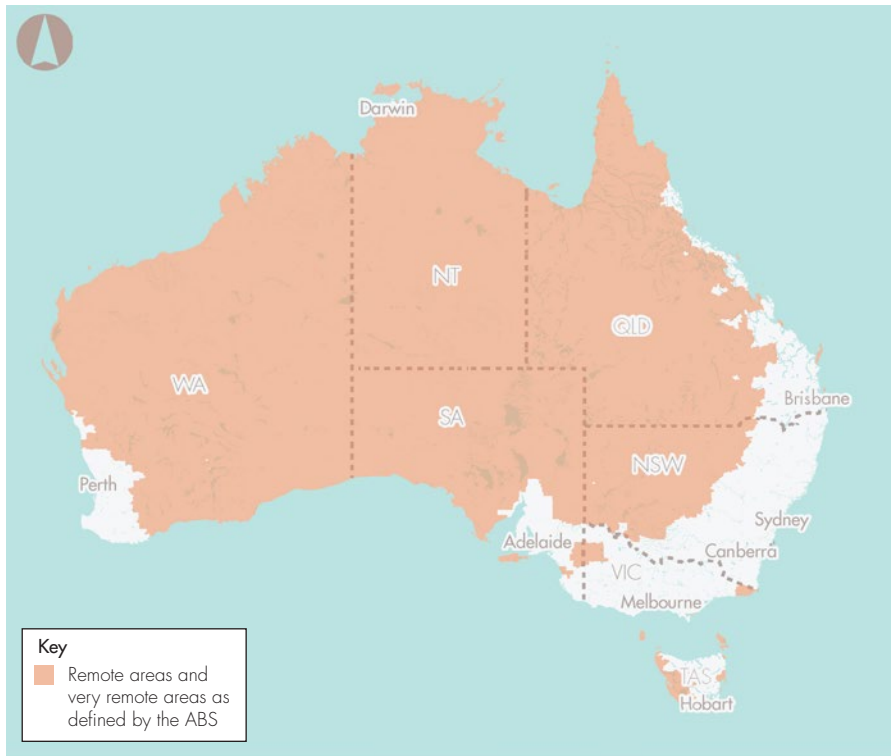 Darwin
NT
QLD
WA
SA
Brisbane
NSW
Perth
Sydney
Adelaide
Canberra
VIC
Melbourne
Key
Remote areas and
very remote areas as
defined by the ABS
TAS
Hobart